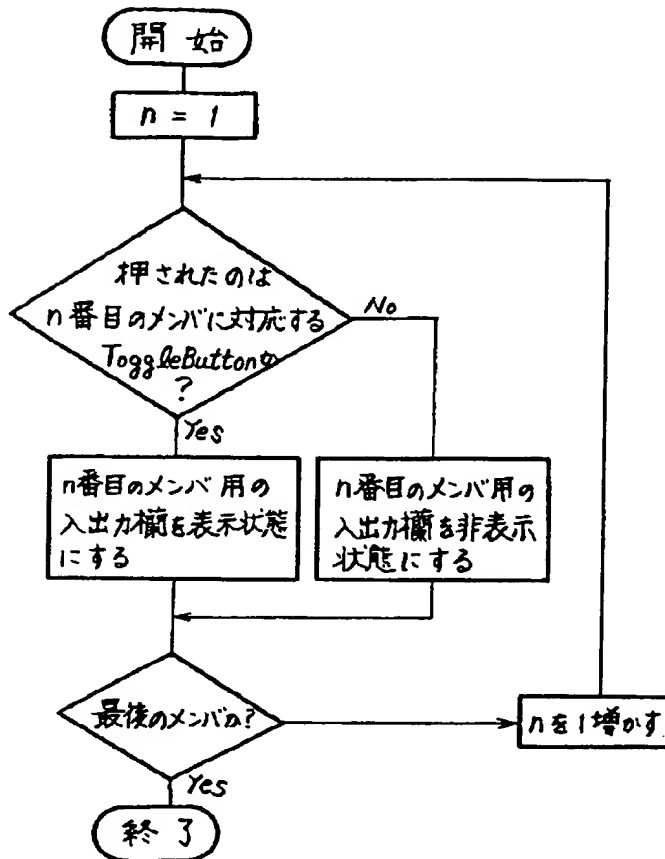 開始
n = 1
押されたのは
n番目のメンバに対応する
ToggleButtonか
?
No
Yes
n番目のメンバ用の
入出力欄を表示状態
にする
n番目のメンバ用の
入出力欄を非表示
状態にする
最後のメンバか?
nを1増かす
Yes
終了